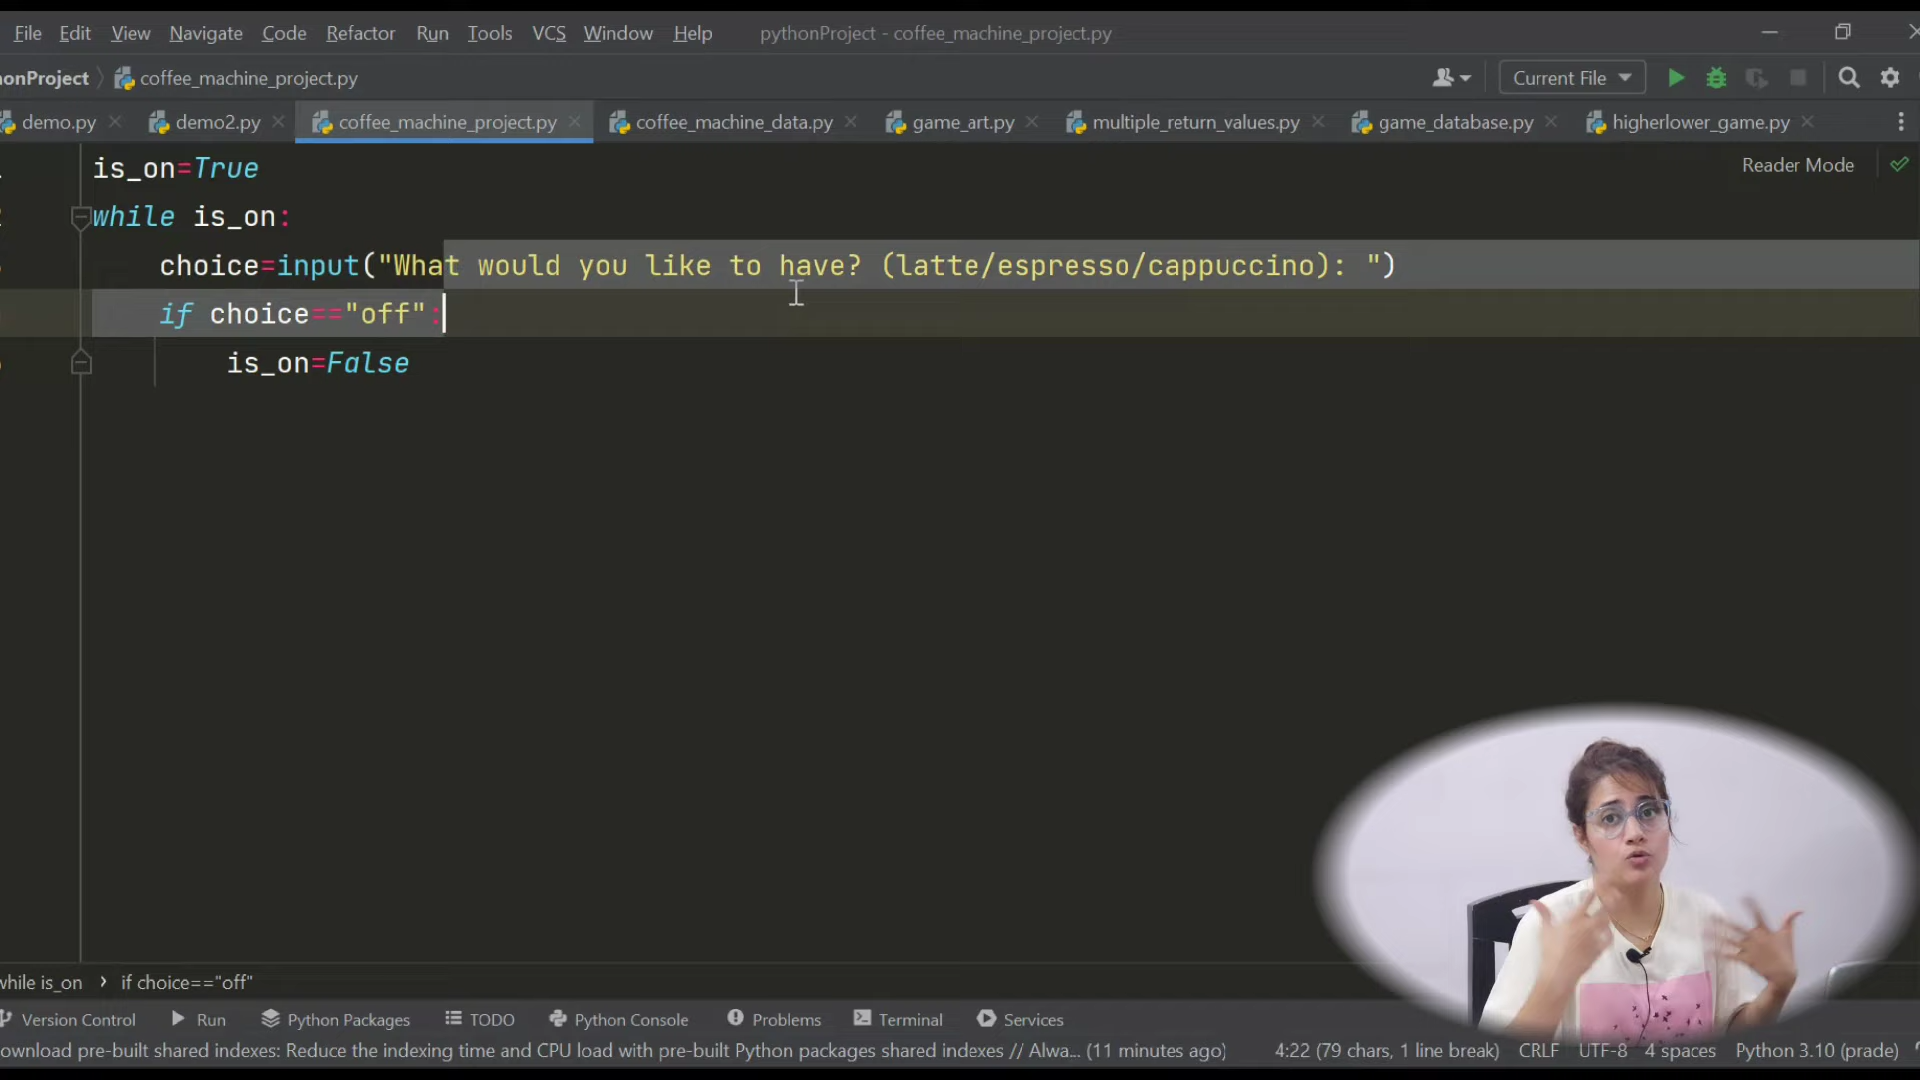 File Edit View Navigate Code Refactor Run Tools VCS Window Help pythonProject - coffee_machine_project.py
honProject coffee_machine_project.py Current File
demo.py demo2.py coffee_machine_project.py coffee_machine_data.py game_art.py multiple_return_values.py game_database.py higherlower_game.py
is_on=True
Reader Mode
while is_on:
choice=input("What would you like to have? (latte/espresso/cappuccino): ")
if choice=="off":
is_on=False
while is_on › if choice=="off"
Version Control Run Python Packages TODO Python Console Problems Terminal Services
ownload pre-built shared indexes: Reduce the indexing time and CPU load with pre-built Python packages shared indexes // Alwa... (11 minutes ago) 4:22 (79 chars, 1 line break) CRLF UTF-8 4 spaces Python 3.10 (prade)